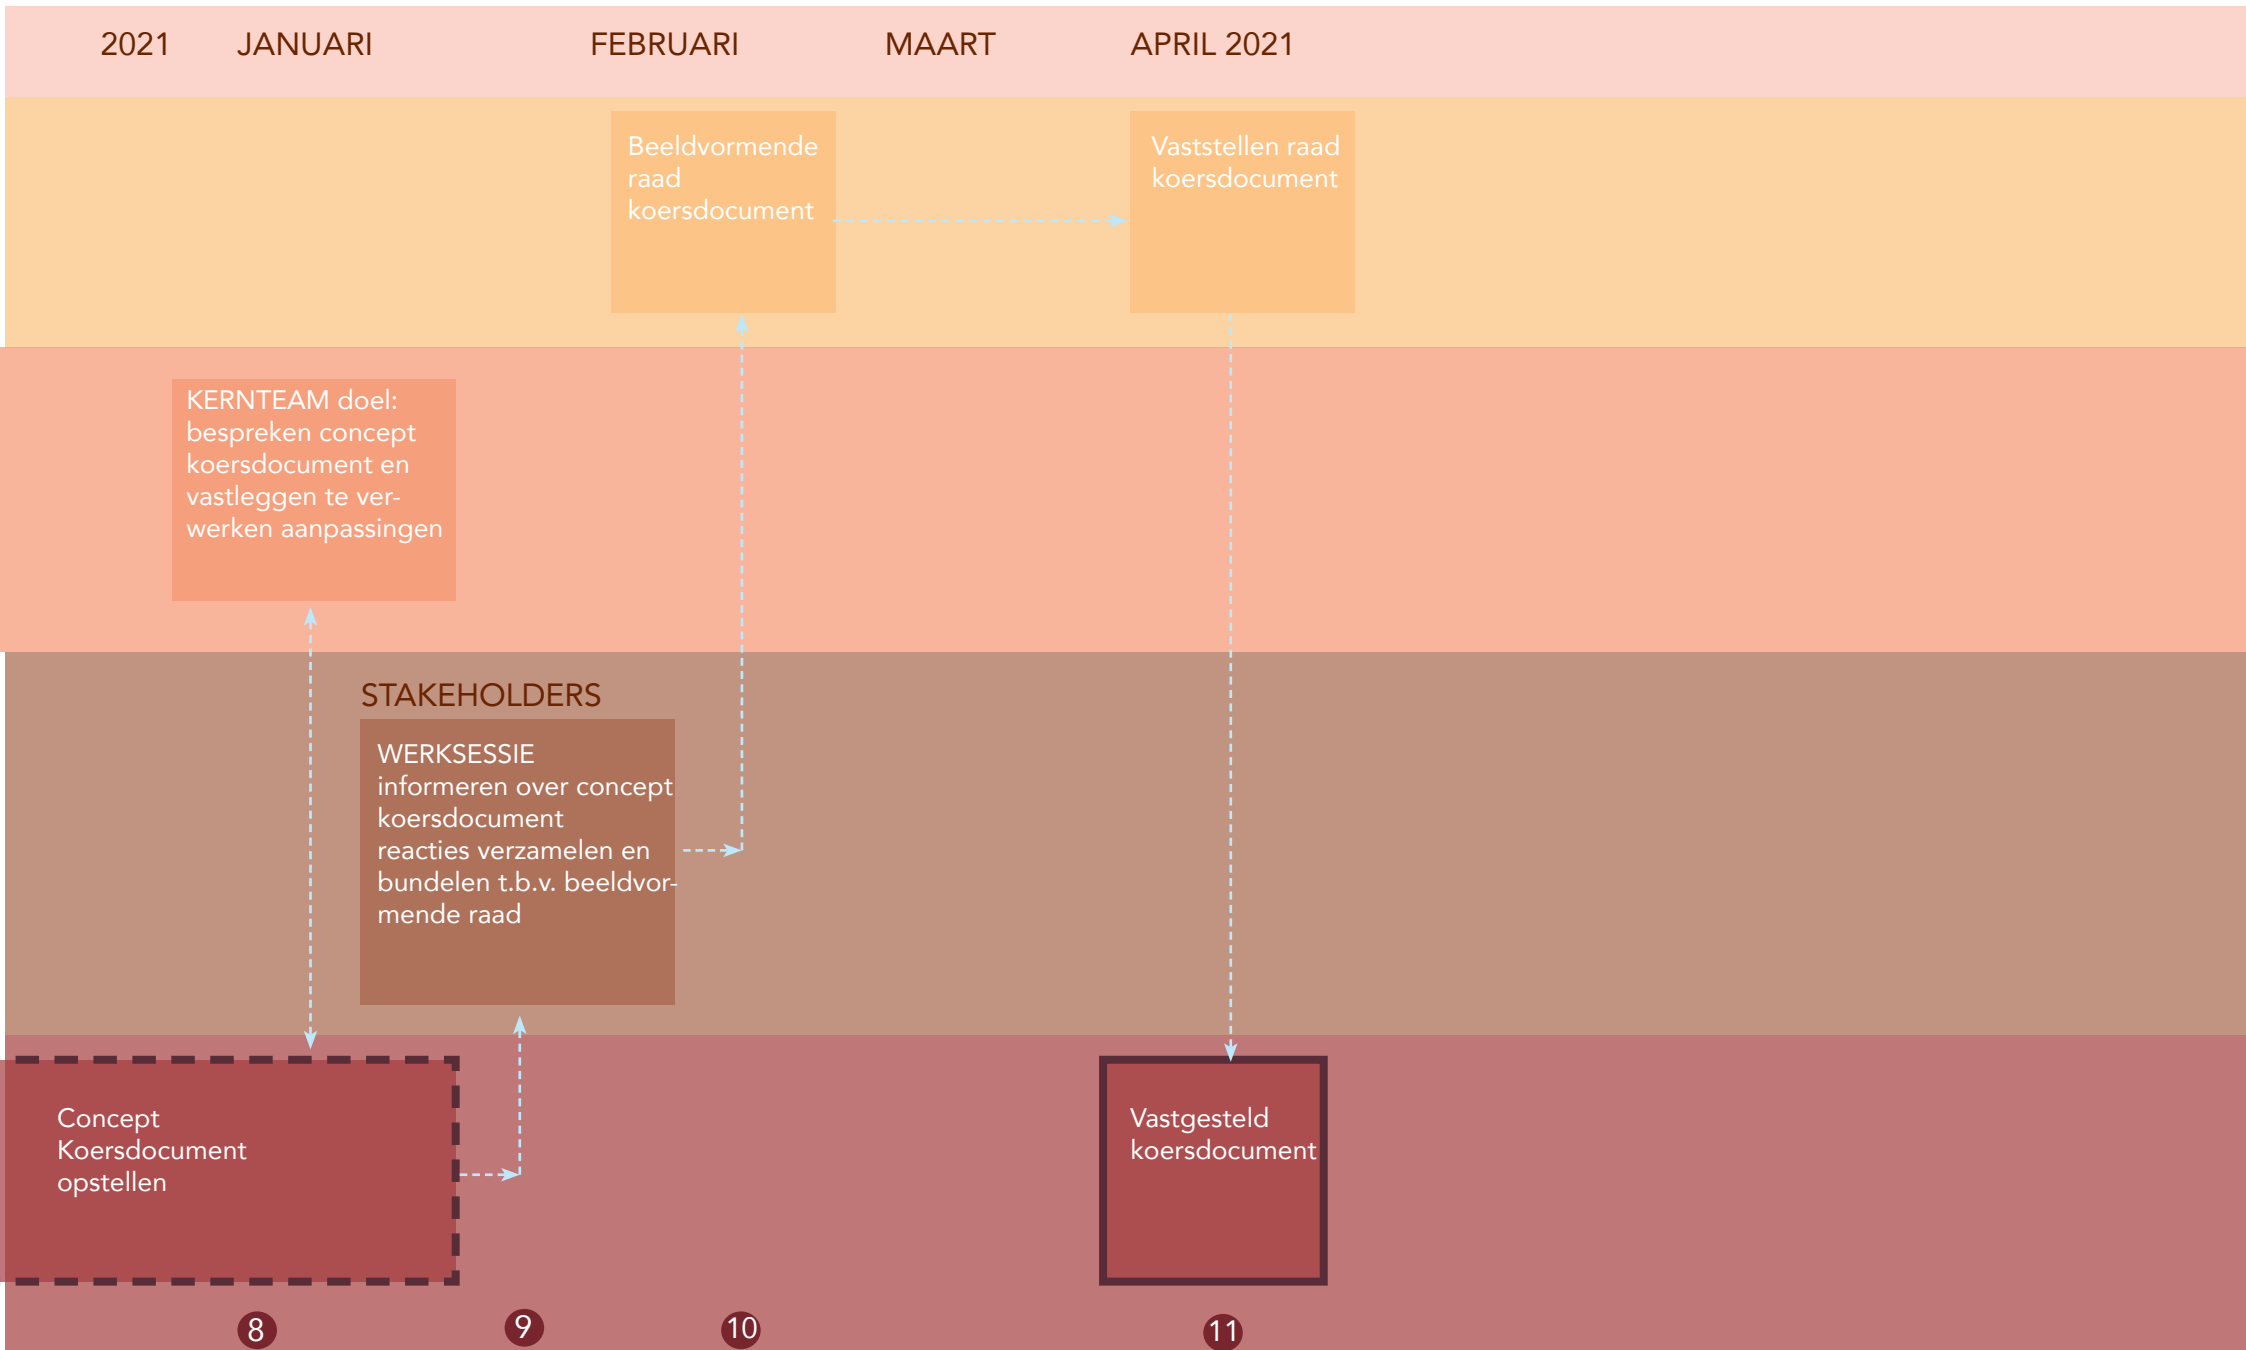 2021 JANUARI FEBRUARI MAART APRIL 2021
Beeldvormende
raad
koersdocument
Vaststellen raad
koersdocument
KERNTEAM doel:
bespreken concept
koersdocument en
vastleggen te ver-
werken aanpassingen
STAKEHOLDERS
WERKSESSIE
informeren over concept
koersdocument
reacties verzamelen en
bundelen t.b.v. beeldvor-
mende raad
Concept
Koersdocument
opstellen
Vastgesteld
koersdocument
8 9 10 11